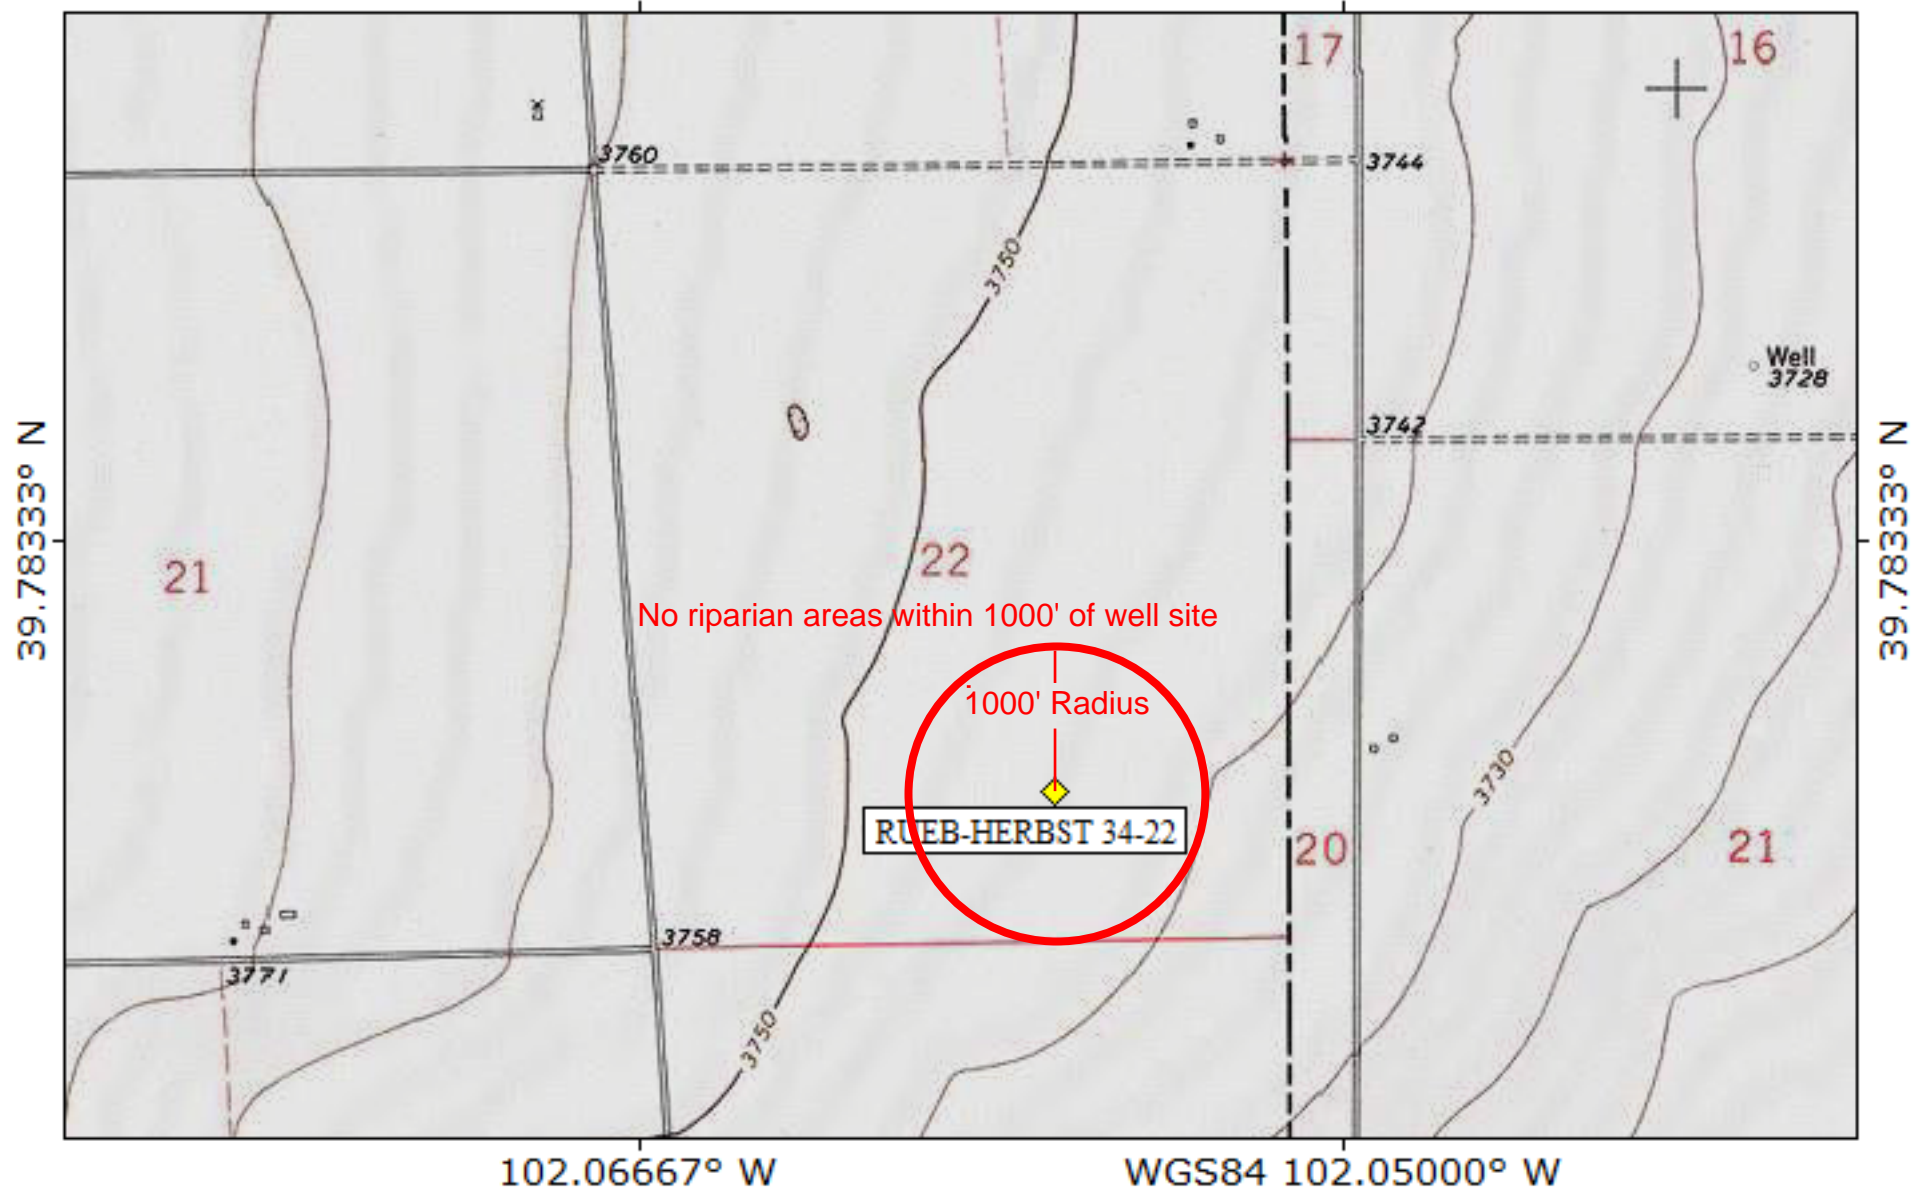 17
16
3760
3744
3750
Well
3728
3742
39.78333° N
39.78333° N
21
22
No riparian areas within 1000' of well site
1000' Radius
3730
RUEB-HERBST 34-22
20
21
3758
3771
3750
102.06667° W
WGS84 102.05000° W